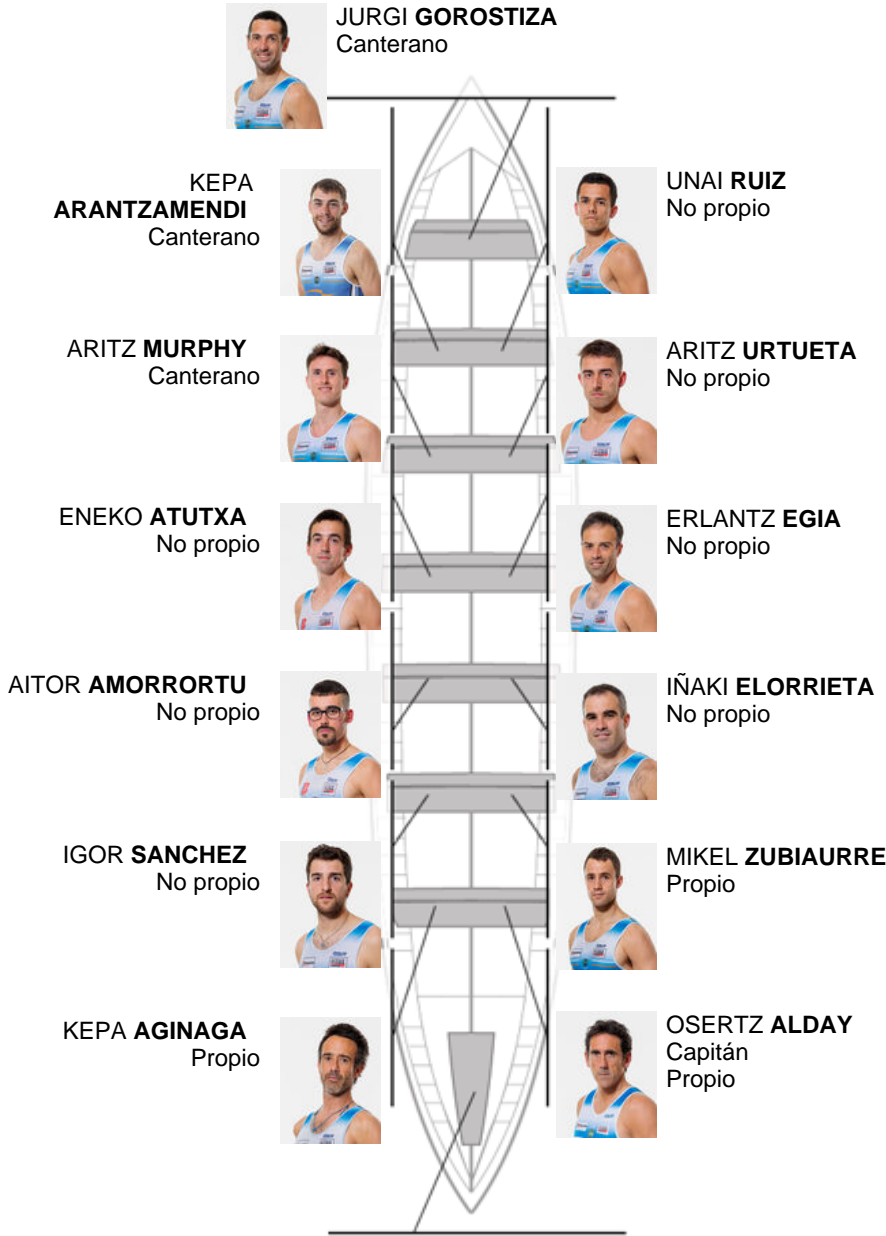 JURGI GOROSTIZA
Canterano
KEPA
ARANTZAMENDI
Canterano
UNAI RUIZ
No propio
ARITZ MURPHY
Canterano
ARITZ URTUETA
No propio
ENEKO ATUTXA
No propio
ERLANTZ EGIA
No propio
AITOR AMORRORTU
No propio
IÑAKI ELORRIETA
No propio
IGOR SANCHEZ
No propio
MIKEL ZUBIAURRE
Propio
KEPA AGINAGA
Propio
OSERTZ ALDAY
Capitán
Propio